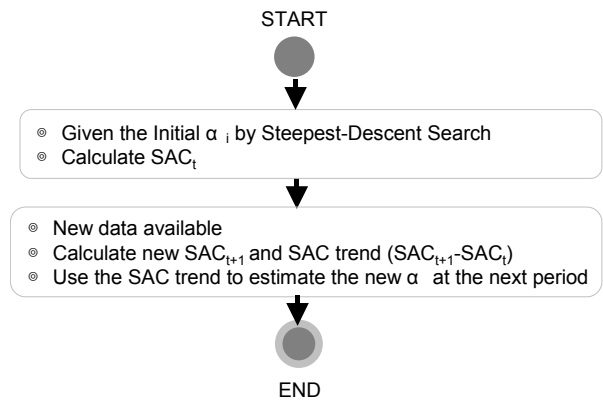 START
◎ Given the Initial α i by Steepest-Descent Search
◎ Calculate SACt
◎ New data available
◎ Calculate new SACt+1 and SAC trend (SACt+1-SACt)
◎ Use the SAC trend to estimate the new α at the next period
END